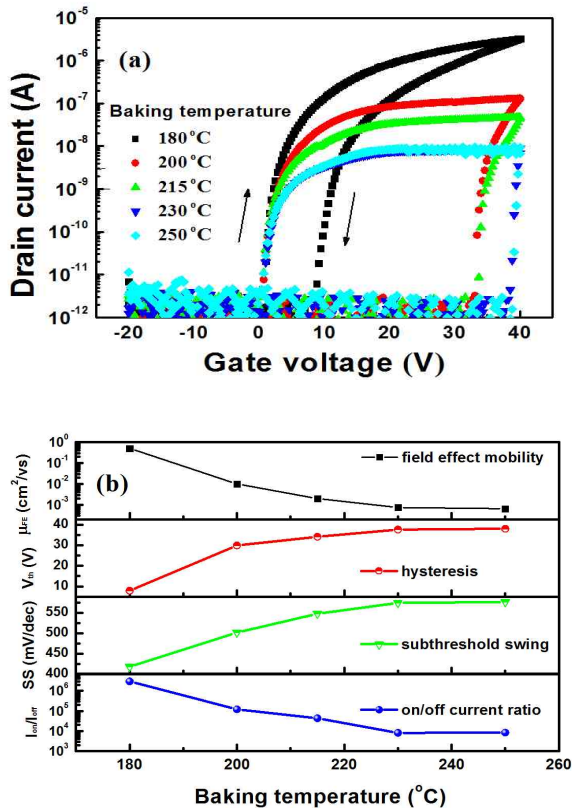 (a)
Drain current (A)
10⁻⁵
10⁻⁶
10⁻⁷
10⁻⁸
10⁻⁹
10⁻¹⁰
10⁻¹¹
10⁻¹²
Baking temperature
180°C
200°C
215°C
230°C
250°C
-20 -10 0 10 20 30 40
Gate voltage (V)
(b)
μFE (cm²/vs)
10⁰
10⁻¹
10⁻²
10⁻³
field effect mobility
Vth (V)
40
30
20
10
hysteresis
SS (mV/dec)
550
500
450
400
subthreshold swing
Ion/Ioff
10⁶
10⁵
10⁴
10³
on/off current ratio
180 200 220 240 260
Baking temperature (°C)